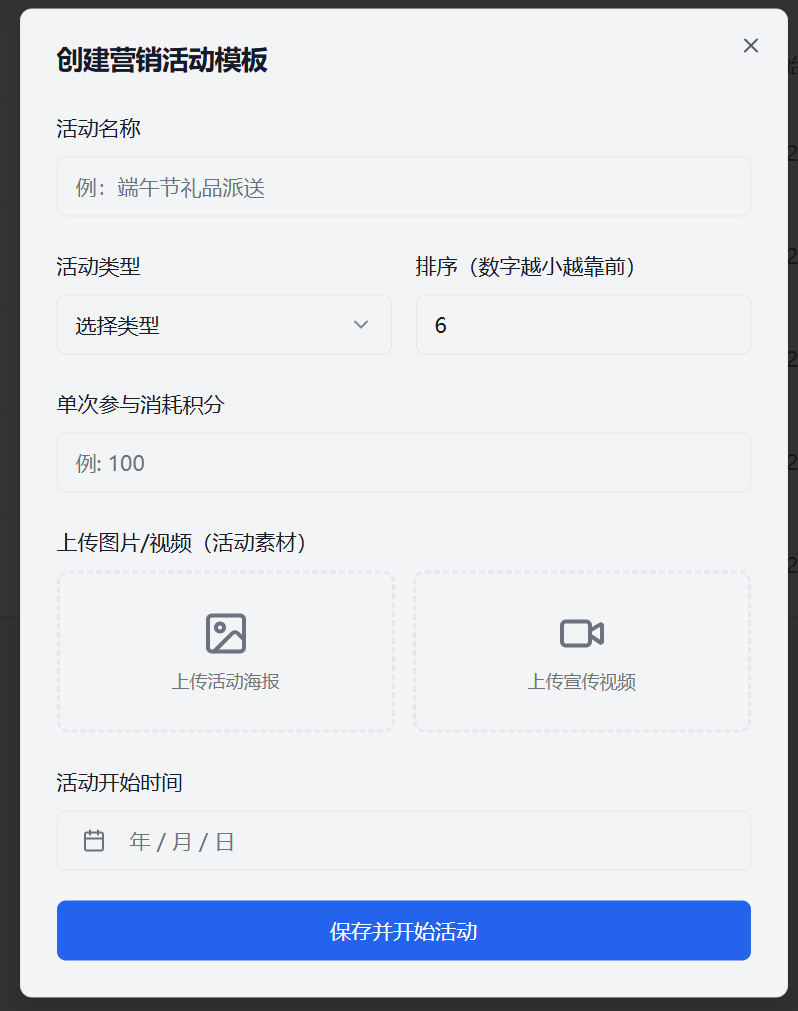 创建营销活动模板
活动名称
例：端午节礼品派送
活动类型
排序（数字越小越靠前）
选择类型
6
单次参与消耗积分
例: 100
上传图片/视频（活动素材）
上传活动海报
上传宣传视频
活动开始时间
年 / 月 / 日
保存并开始活动